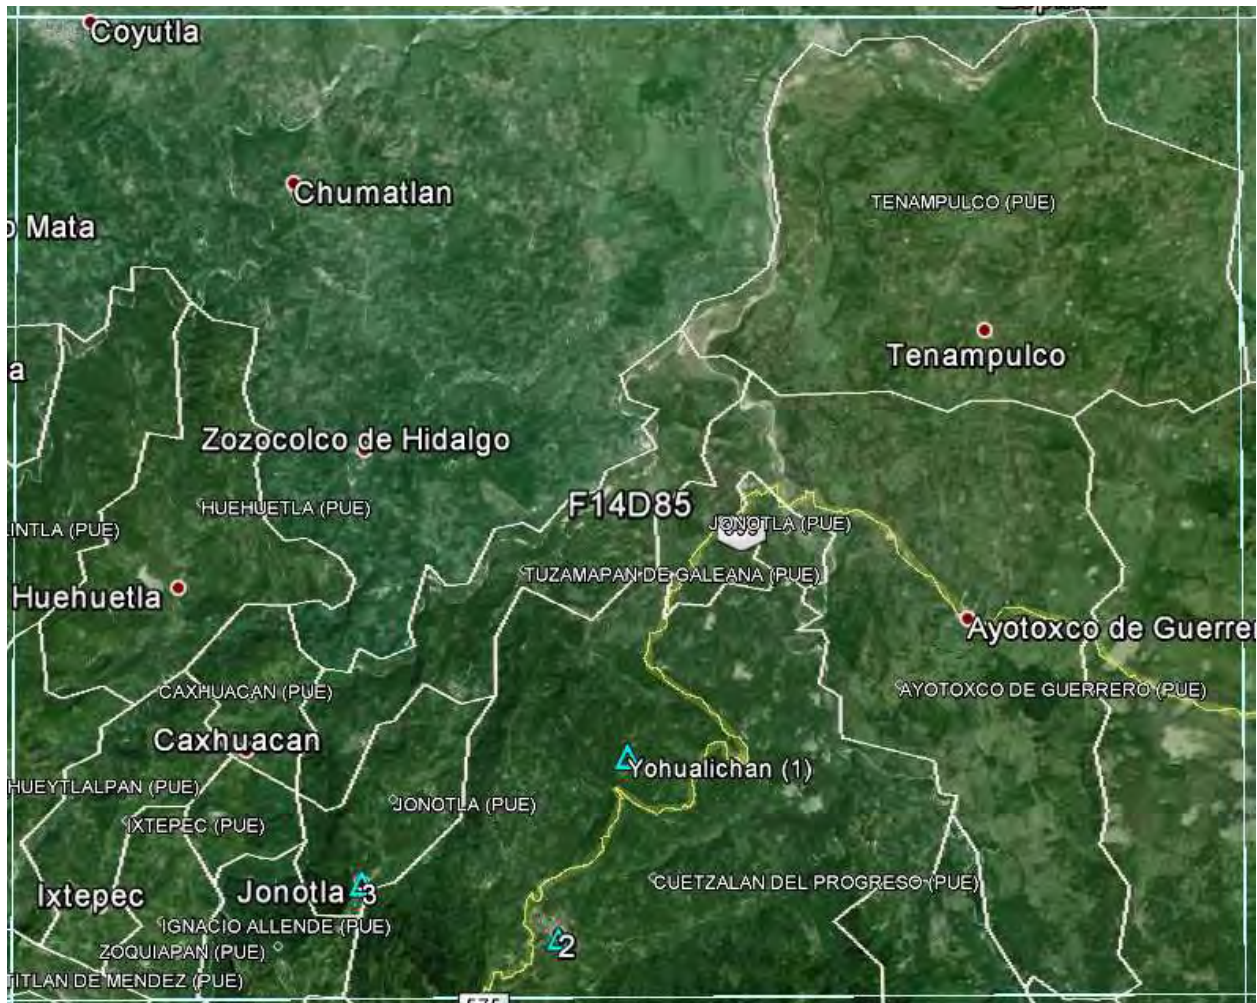 Coyutla
Chumatlan
TENAMPULCO (PUE)
Mata
Tenampulco
a
Zozocolco de Hidalgo
F14D85
HUEHUETLA (PUE)
JONOTLA (PUE)
LINTLA (PUE)
TUZAMAPAN DE GALEANA (PUE)
Huehuetla
Ayotoxco de Guerre
CAXHUACAN (PUE)
AYOTOXCO DE GUERRERO (PUE)
Caxhuacan
Yohualichan (1)
HUEYTLALPAN (PUE)
JONOTLA (PUE)
IXTEPEC (PUE)
CUETZALAN DEL PROGRESO (PUE)
Ixtepec
Jonotla 3
IGNACIO ALLENDE (PUE)
ZOQUIAPAN (PUE)
2
TITLAN DE MENDEZ (PUE)